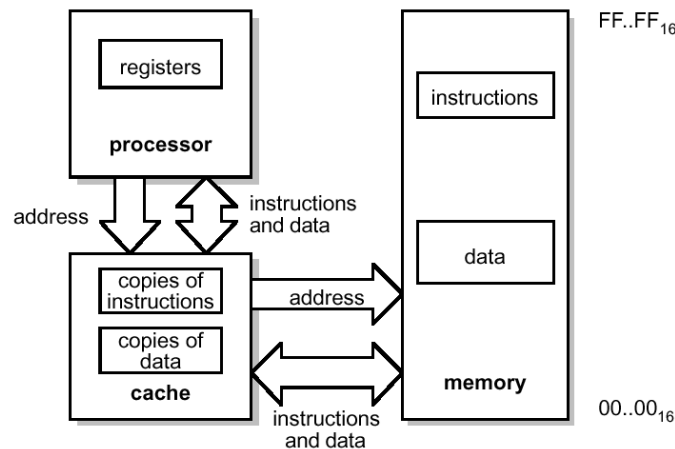 registers
processor
address
instructions
and data
copies of
instructions
copies of
data
cache
address
instructions
and data
instructions
data
memory
FF..FF16
00..0016